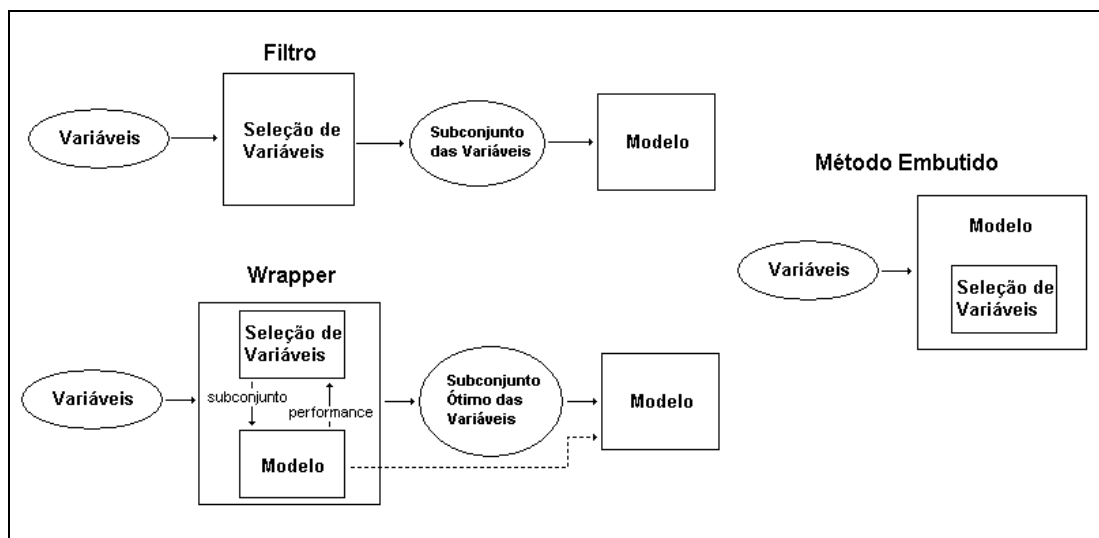 Filtro
Variáveis
Seleção de
Variáveis
Subconjunto
das Variáveis
Modelo
Método Embutido
Modelo
Variáveis
Seleção de
Variáveis
Wrapper
Seleção de
Variáveis
Variáveis
subconjunto
performance
Modelo
Subconjunto
Ótimo das
Variáveis
Modelo